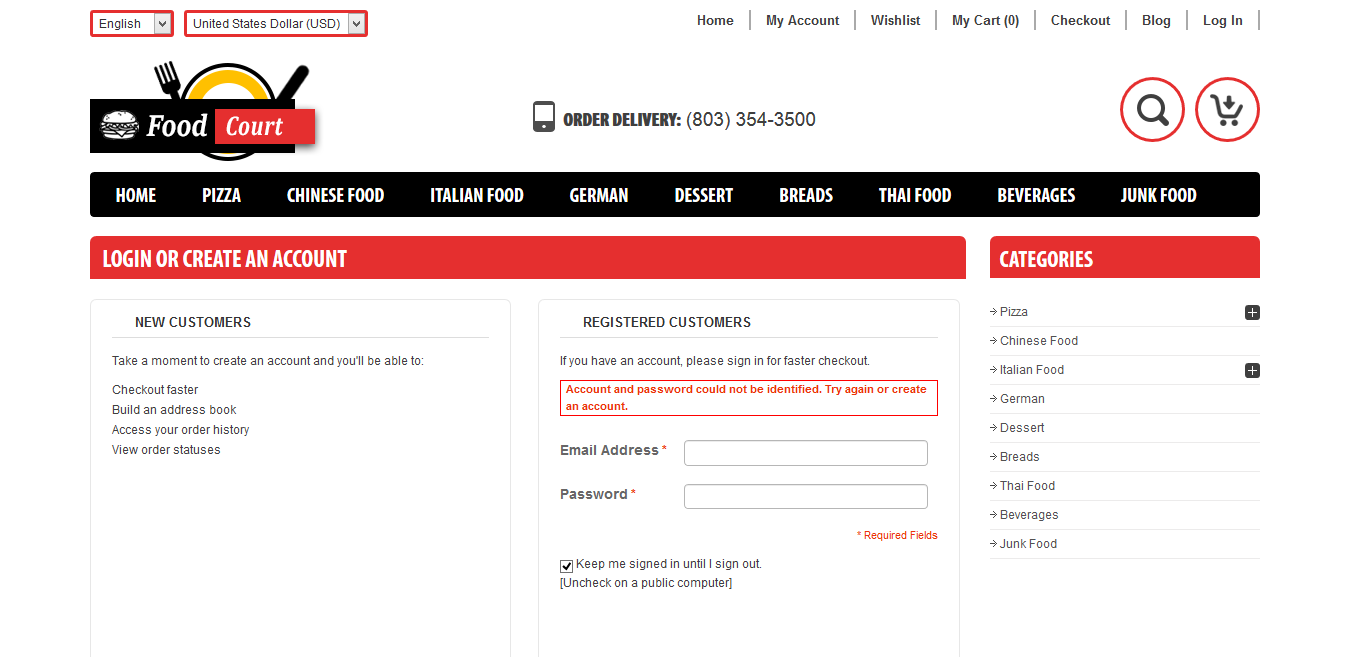 English
United States Dollar (USD)
Home
My Account
Wishlist
My Cart (0)
Checkout
Blog
Log In
Food Court
ORDER DELIVERY: (803) 354-3500
HOME
PIZZA
CHINESE FOOD
ITALIAN FOOD
GERMAN
DESSERT
BREADS
THAI FOOD
BEVERAGES
JUNK FOOD
LOGIN OR CREATE AN ACCOUNT
NEW CUSTOMERS
Take a moment to create an account and you'll be able to:
Checkout faster
Build an address book
Access your order history
View order statuses
REGISTERED CUSTOMERS
If you have an account, please sign in for faster checkout.
Account and password could not be identified. Try again or create
an account.
Email Address *
Password *
* Required Fields
Keep me signed in until I sign out.
[Uncheck on a public computer]
CATEGORIES
Pizza
Chinese Food
Italian Food
German
Dessert
Breads
Thai Food
Beverages
Junk Food